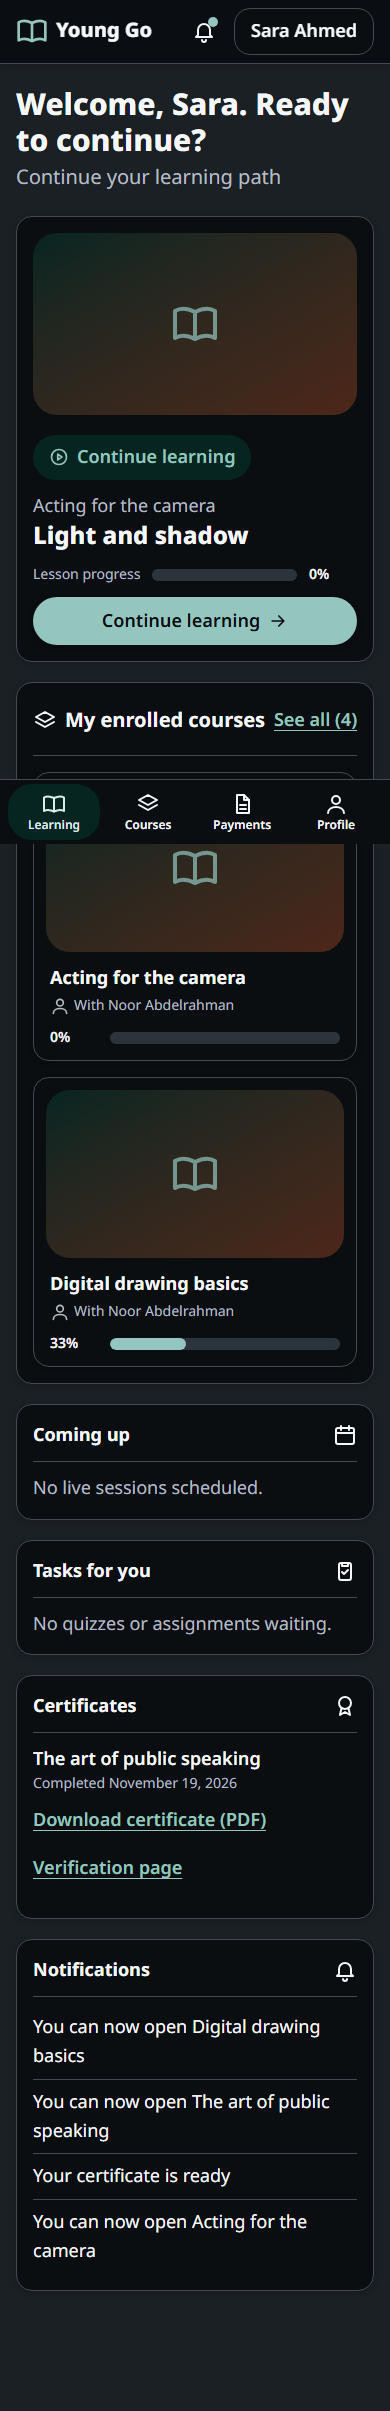 Young Go
Sara Ahmed
Welcome, Sara. Ready
to continue?
Continue your learning path
Continue learning
Acting for the camera
Light and shadow
Lesson progress 0%
Continue learning →
My enrolled courses See all (4)
Learning Courses Payments Profile
Acting for the camera
With Noor Abdelrahman
0%
Digital drawing basics
With Noor Abdelrahman
33%
Coming up
No live sessions scheduled.
Tasks for you
No quizzes or assignments waiting.
Certificates
The art of public speaking
Completed November 19, 2026
Download certificate (PDF)
Verification page
Notifications
You can now open Digital drawing
basics
You can now open The art of public
speaking
Your certificate is ready
You can now open Acting for the
camera